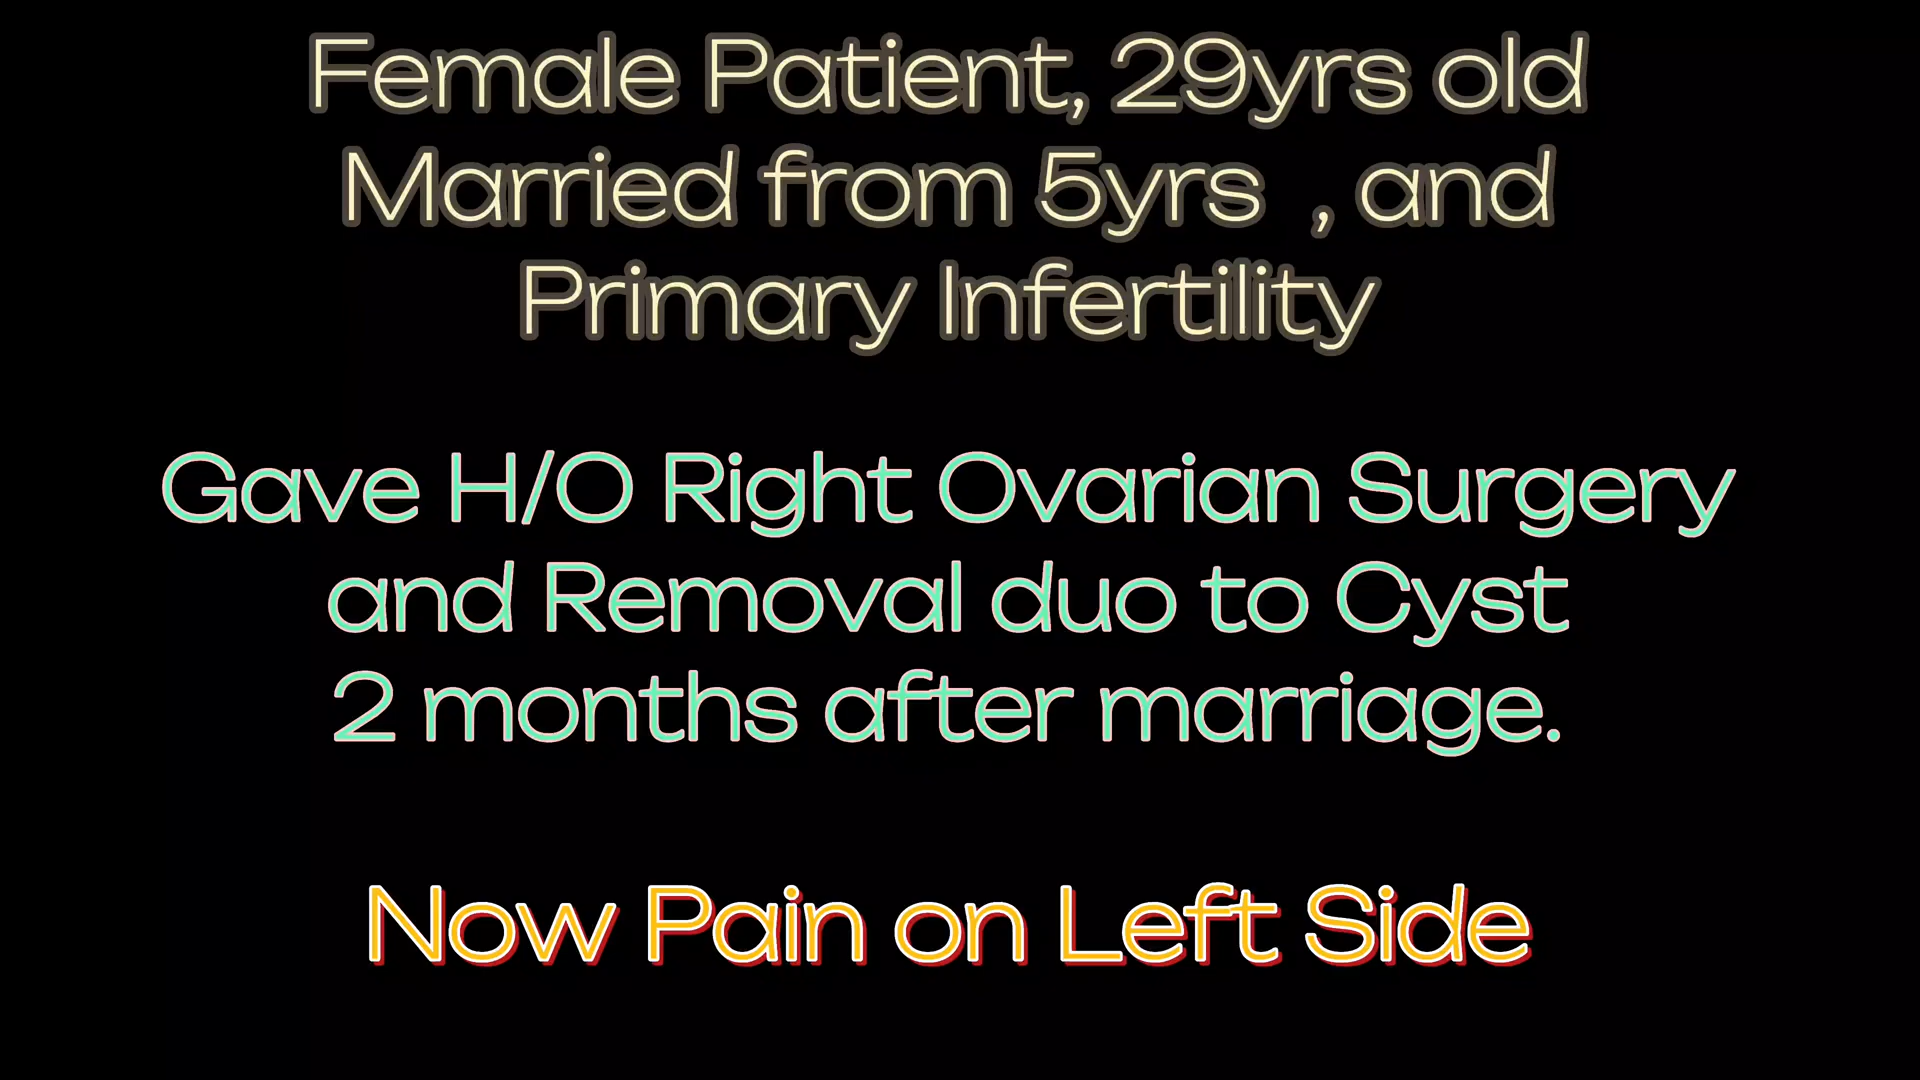 Female Patient, 29yrs old
Married from 5yrs , and
Primary Infertility
Gave H/O Right Ovarian Surgery
and Removal duo to Cyst
2 months after marriage.
Now Pain on Left Side